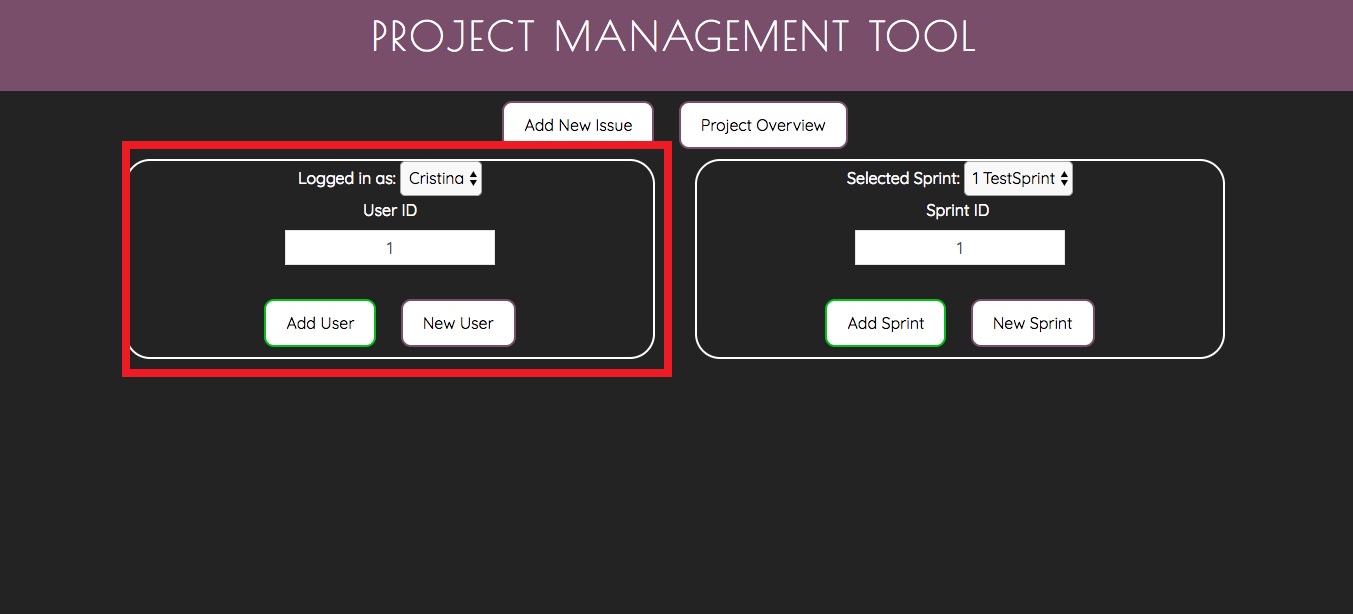 PROJECT MANAGEMENT TOOL
Add New Issue
Project Overview
Logged in as: Cristina
User ID
1
Add User
New User
Selected Sprint: 1 TestSprint
Sprint ID
1
Add Sprint
New Sprint